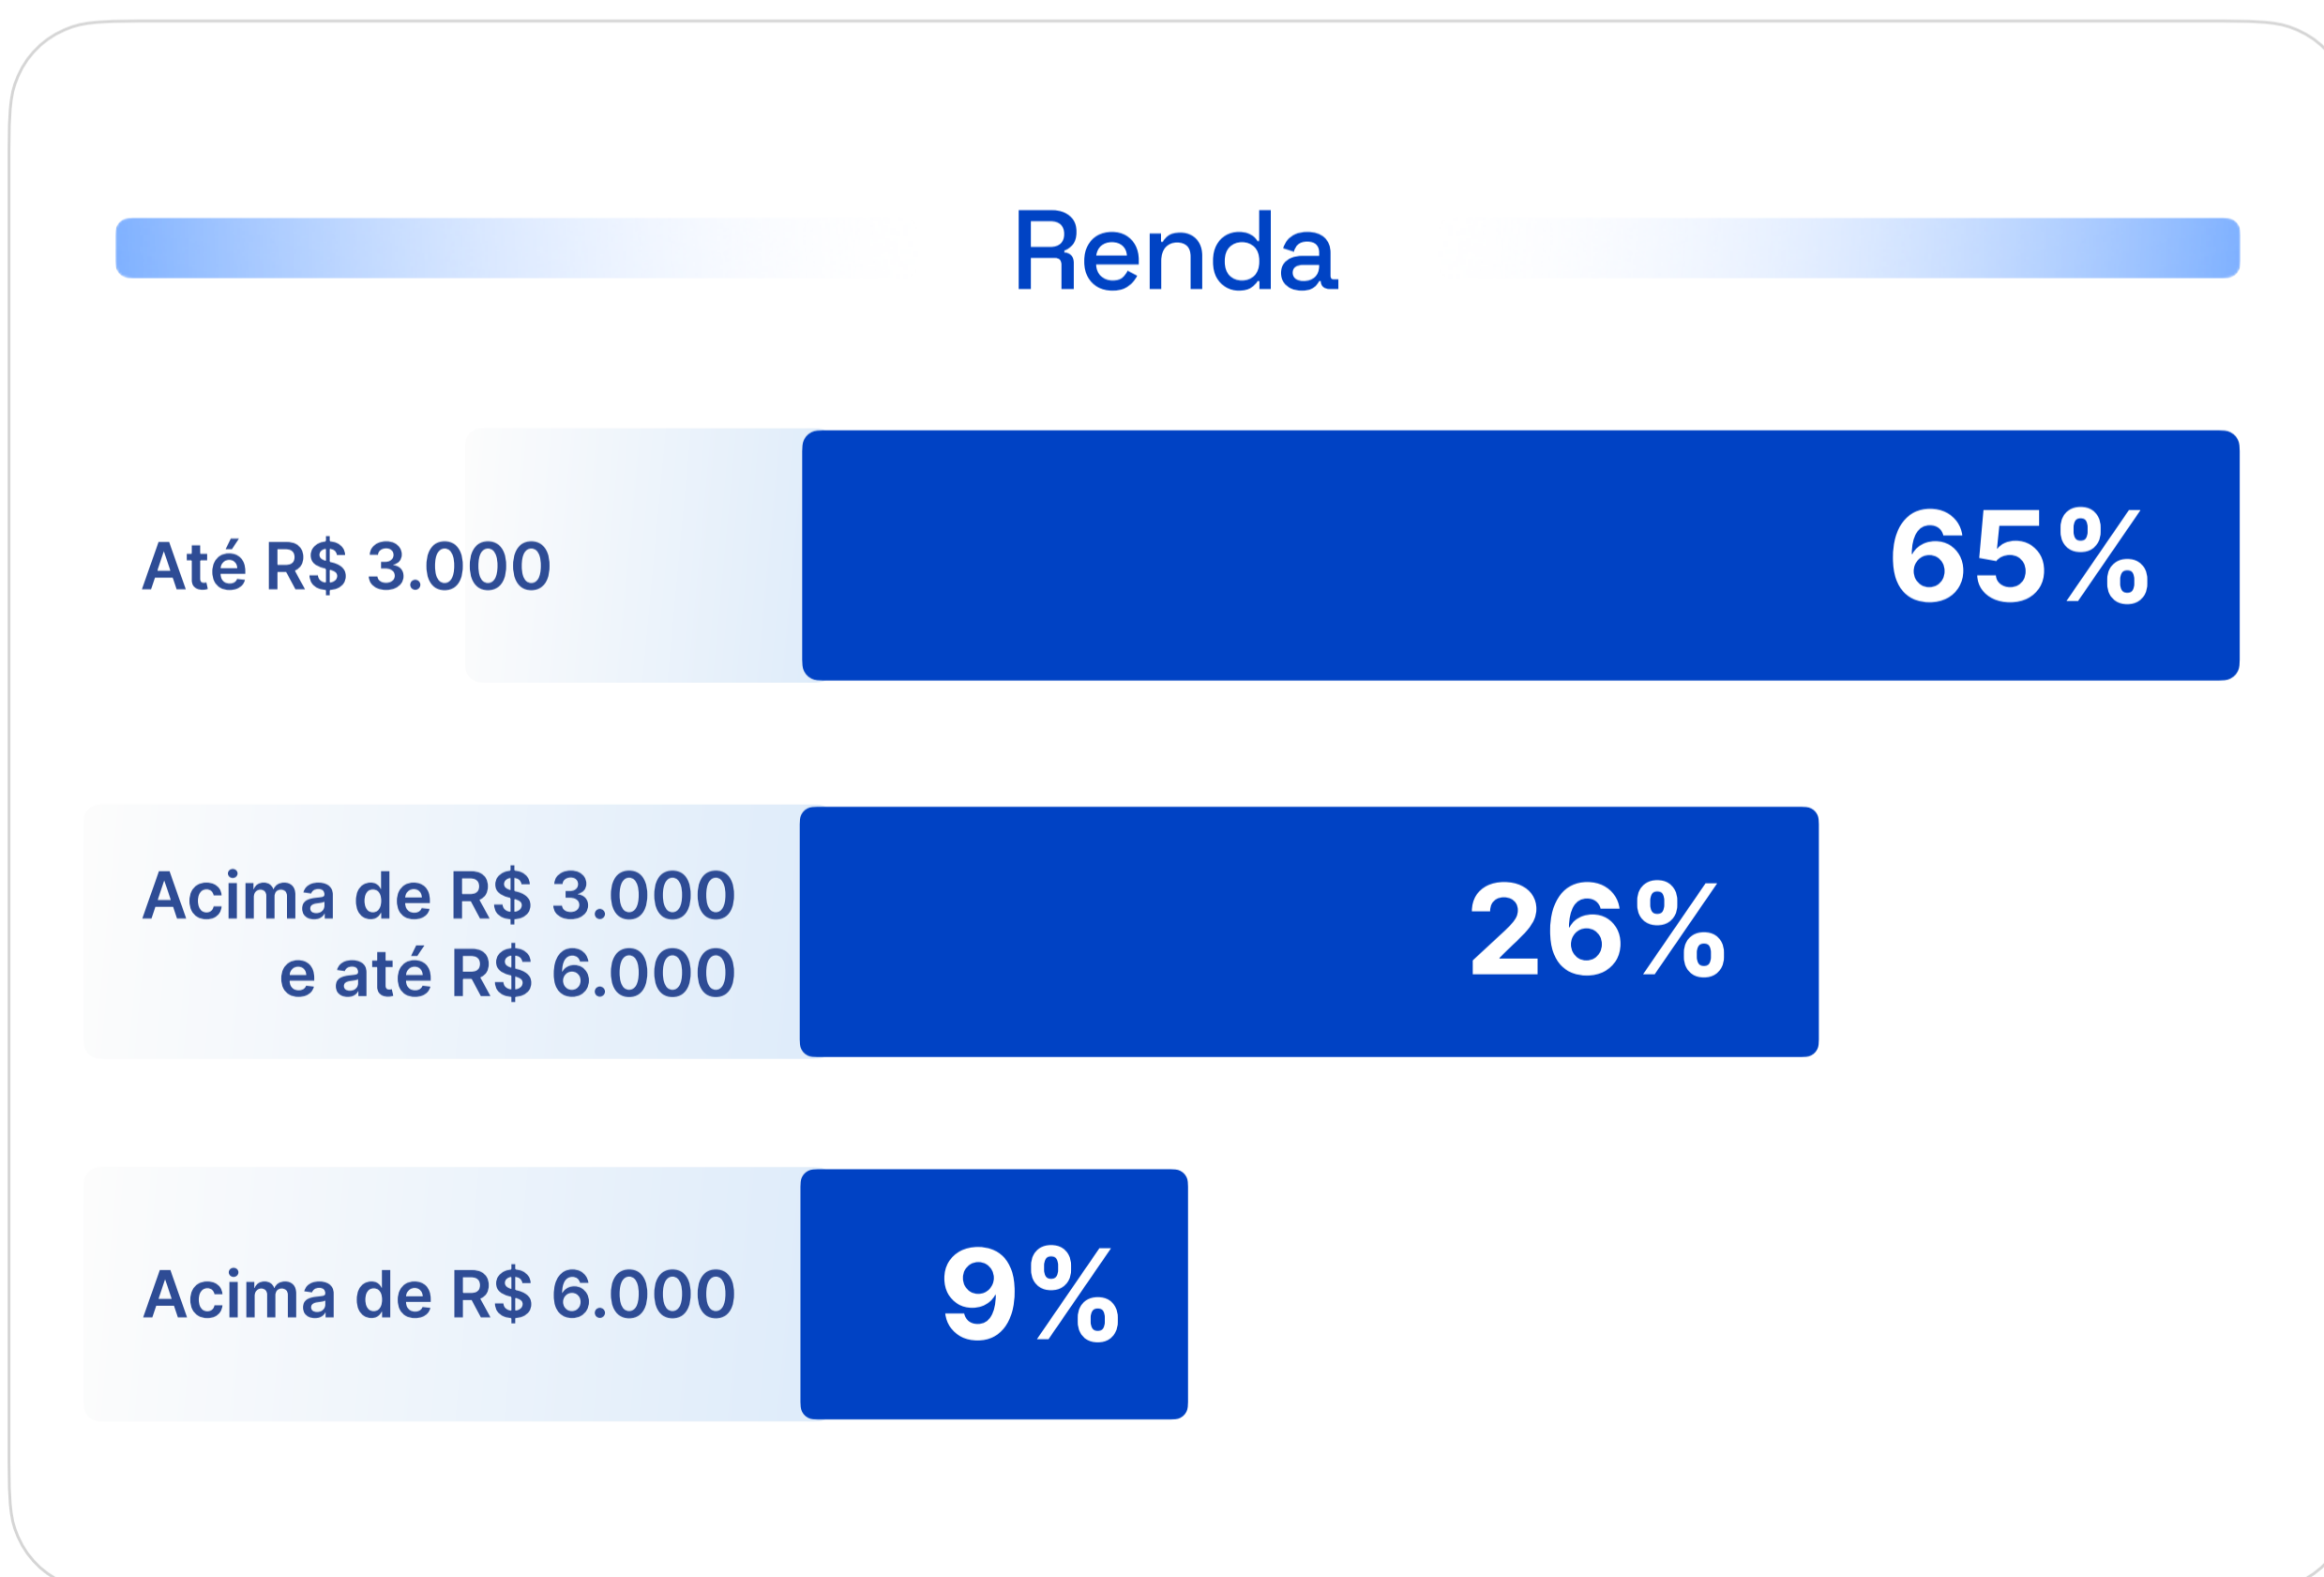 Renda
Até R$ 3.000
65%
Acima de R$ 3.000
e até R$ 6.000
26%
Acima de R$ 6.000
9%